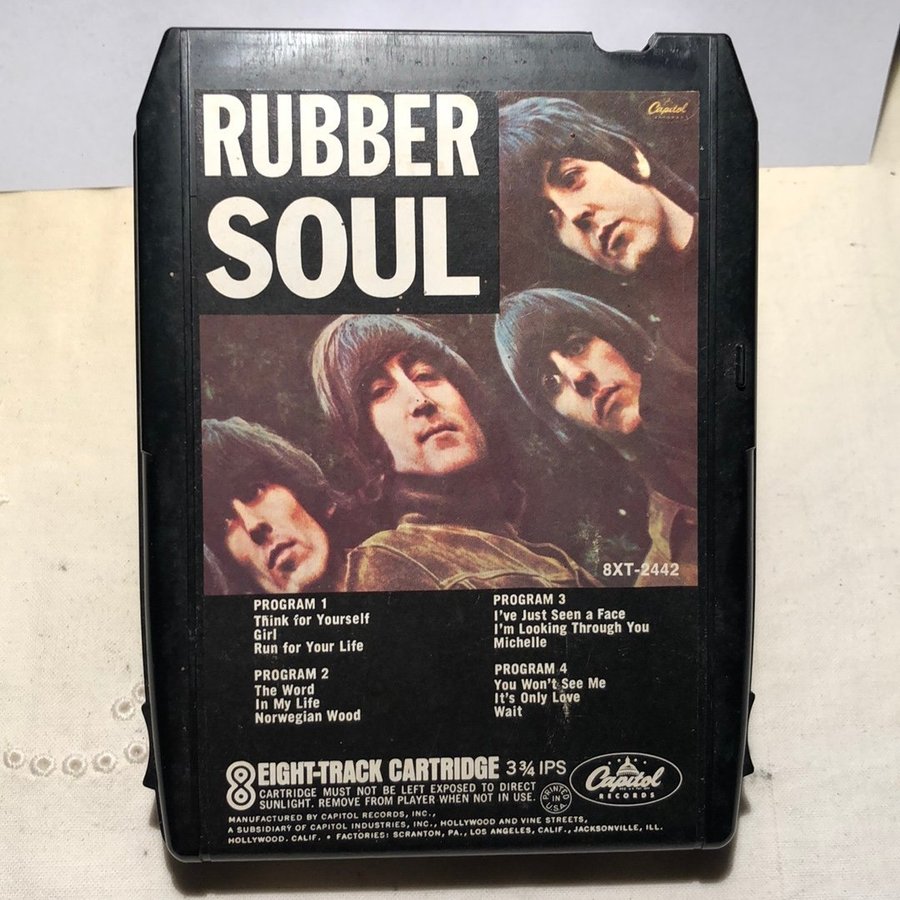 RUBBER
SOUL
Capitol
RECORDS
8XT-2442
PROGRAM 1
Think for Yourself
Girl
Run for Your Life
PROGRAM 2
The Word
In My Life
Norwegian Wood
PROGRAM 3
I've Just Seen a Face
I'm Looking Through You
Michelle
PROGRAM 4
You Won't See Me
It's Only Love
Wait
8 EIGHT-TRACK CARTRIDGE 3 3/4 IPS
CARTRIDGE MUST NOT BE LEFT EXPOSED TO DIRECT
SUNLIGHT. REMOVE FROM PLAYER WHEN NOT IN USE.
PRINTED IN U.S.A.
Capitol
RECORDS
MANUFACTURED BY CAPITOL RECORDS, INC.,
A SUBSIDIARY OF CAPITOL INDUSTRIES, INC., HOLLYWOOD AND VINE STREETS,
HOLLYWOOD, CALIF. • FACTORIES: SCRANTON, PA., LOS ANGELES, CALIF., JACKSONVILLE, ILL.